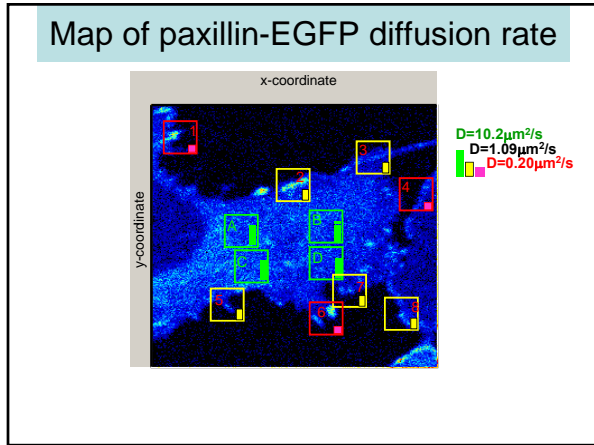 Map of paxillin-EGFP diffusion rate
x-coordinate
y-coordinate
D=10.2μm²/s
D=1.09μm²/s
D=0.20μm²/s
1
3
2
4
A
B
C
D
7
5
6
8